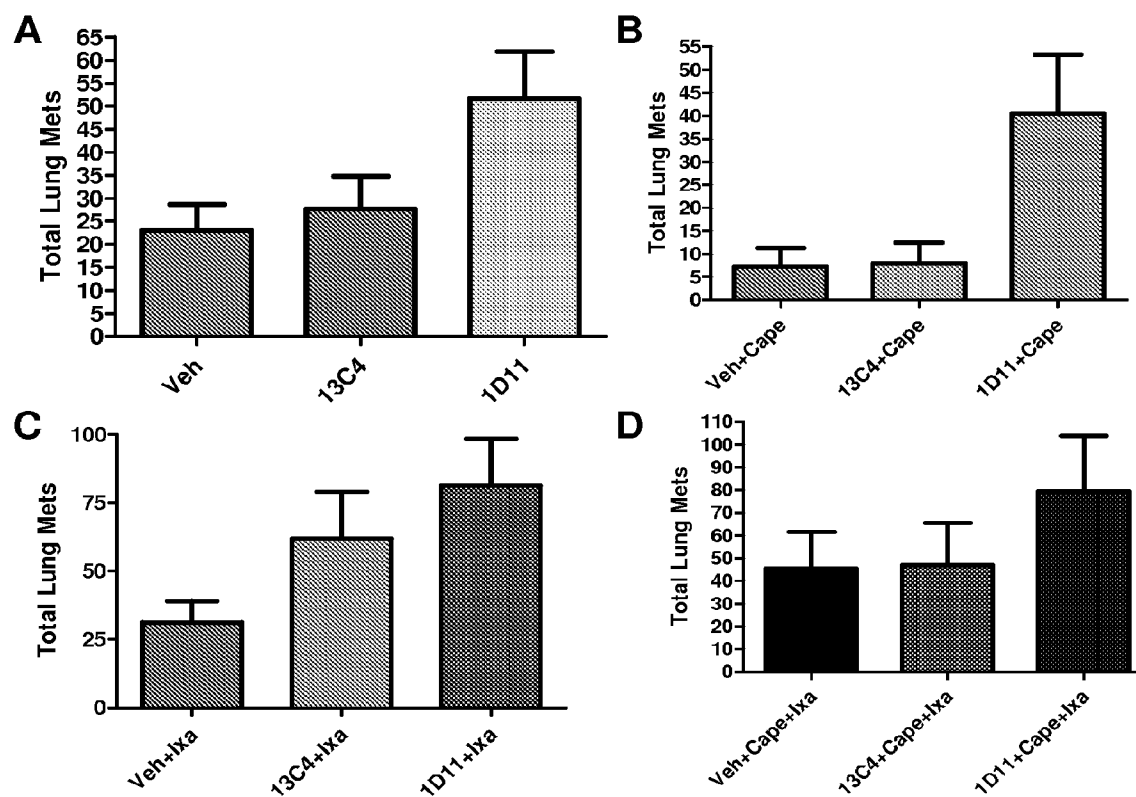 A
Total Lung Mets
65
60
55
50
45
40
35
30
25
20
15
10
5
0
Veh
13C4
1D11
B
Total Lung Mets
55
50
45
40
35
30
25
20
15
10
5
0
Veh+Cape
13C4+Cape
1D11+Cape
C
Total Lung Mets
100
75
50
25
0
Veh+Ixa
13C4+Ixa
1D11+Ixa
D
Total Lung Mets
110
100
90
80
70
60
50
40
30
20
10
0
Veh+Cape+Ixa
13C4+Cape+Ixa
1D11+Cape+Ixa